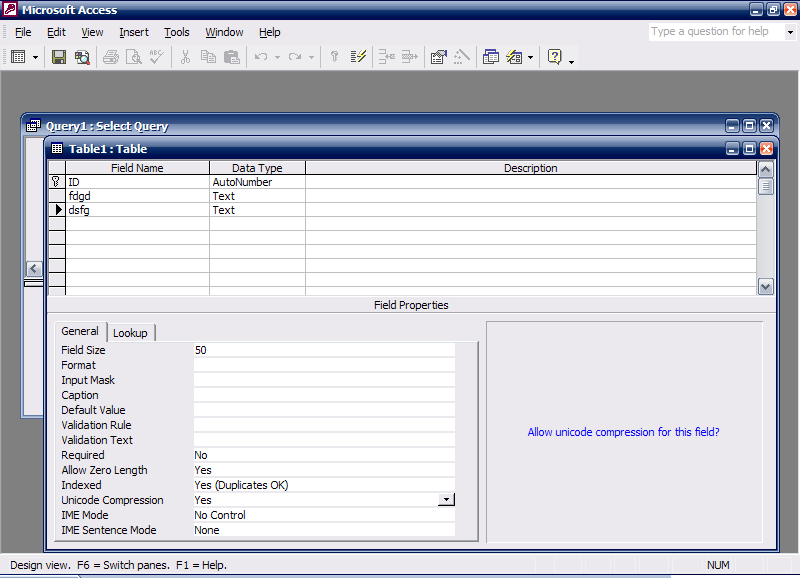 Microsoft Access
File Edit View Insert Tools Window Help
Type a question for help
Query1 : Select Query
Table1 : Table
Field Name Data Type Description
ID AutoNumber
fdgd Text
dsfg Text
Field Properties
General Lookup
Field Size 50
Format
Input Mask
Caption
Default Value
Validation Rule
Validation Text
Required No
Allow Zero Length Yes
Indexed Yes (Duplicates OK)
Unicode Compression Yes
IME Mode No Control
IME Sentence Mode None
Allow unicode compression for this field?
Design view. F6 = Switch panes. F1 = Help. NUM